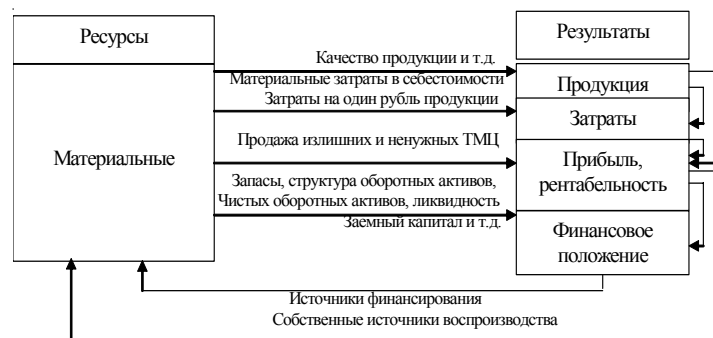 Ресурсы
Результаты
Качество продукции и т.д.
Материальные затраты в себестоимости
Продукция
Затраты на один рубль продукции
Затраты
Материальные
Продажа излишних и ненужных ТМЦ
Прибыль,
рентабельность
Запасы, структура оборотных активов,
Чистых оборотных активов, ликвидность
Заемный капитал и т.д.
Финансовое
положение
Источники финансирования
Собственные источники воспроизводства